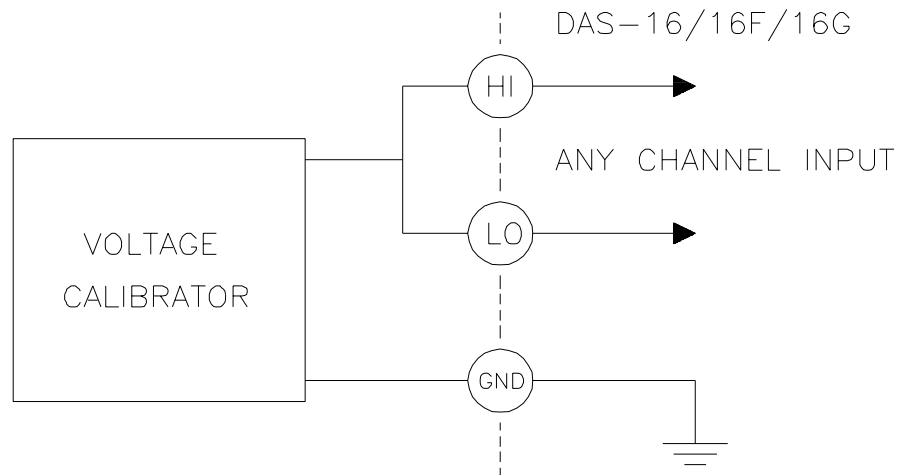 DAS-16/16F/16G
HI
ANY CHANNEL INPUT
LO
VOLTAGE
CALIBRATOR
GND